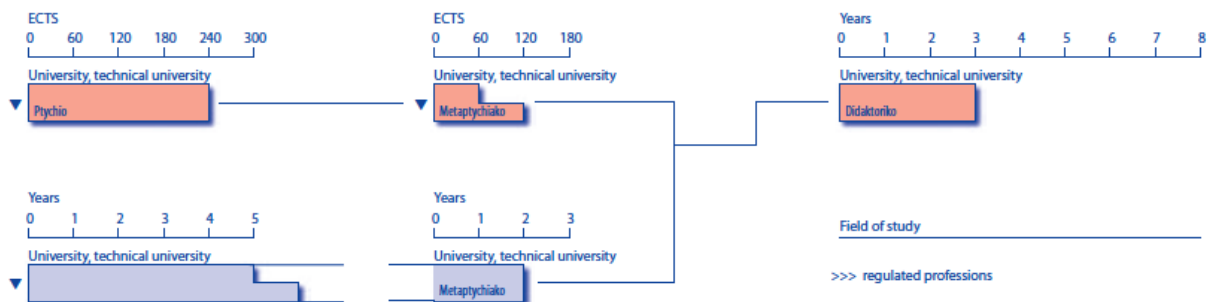 ECTS
0 60 120 180 240 300
University, technical university
Ptychio
ECTS
0 60 120 180
University, technical university
Metaptychiako
Years
0 1 2 3 4 5 6 7 8
University, technical university
Didaktoriko
Years
0 1 2 3 4 5
University, technical university
Years
0 1 2 3
University, technical university
Metaptychiako
Field of study
>>> regulated professions